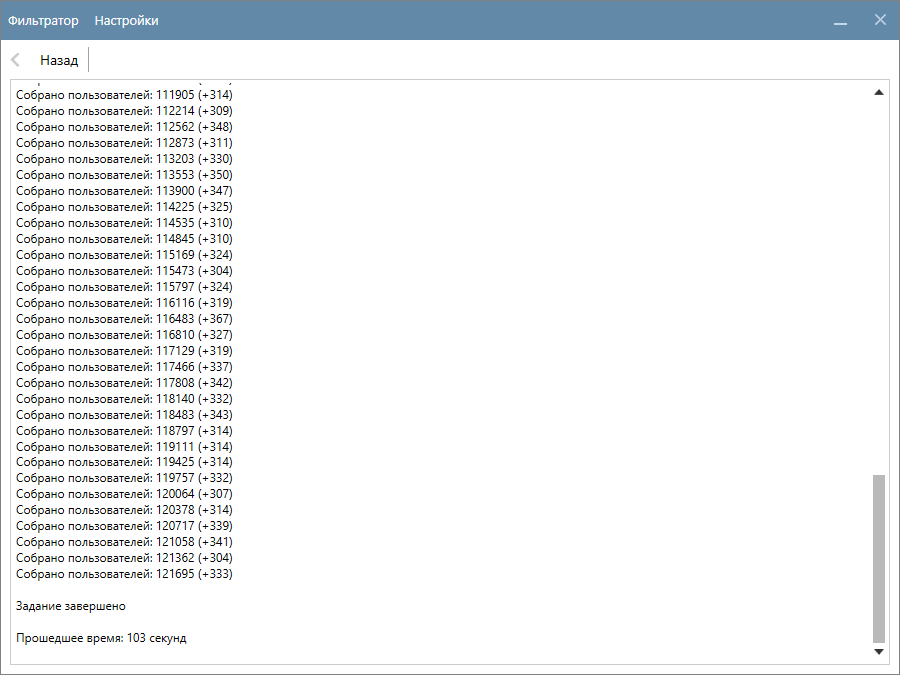 Фильтратор Настройки
Назад
Собрано пользователей: 111905 (+314)
Собрано пользователей: 112214 (+309)
Собрано пользователей: 112562 (+348)
Собрано пользователей: 112873 (+311)
Собрано пользователей: 113203 (+330)
Собрано пользователей: 113553 (+350)
Собрано пользователей: 113900 (+347)
Собрано пользователей: 114225 (+325)
Собрано пользователей: 114535 (+310)
Собрано пользователей: 114845 (+310)
Собрано пользователей: 115169 (+324)
Собрано пользователей: 115473 (+304)
Собрано пользователей: 115797 (+324)
Собрано пользователей: 116116 (+319)
Собрано пользователей: 116483 (+367)
Собрано пользователей: 116810 (+327)
Собрано пользователей: 117129 (+319)
Собрано пользователей: 117466 (+337)
Собрано пользователей: 117808 (+342)
Собрано пользователей: 118140 (+332)
Собрано пользователей: 118483 (+343)
Собрано пользователей: 118797 (+314)
Собрано пользователей: 119111 (+314)
Собрано пользователей: 119425 (+314)
Собрано пользователей: 119757 (+332)
Собрано пользователей: 120064 (+307)
Собрано пользователей: 120378 (+314)
Собрано пользователей: 120717 (+339)
Собрано пользователей: 121058 (+341)
Собрано пользователей: 121362 (+304)
Собрано пользователей: 121695 (+333)
Задание завершено
Прошедшее время: 103 секунд